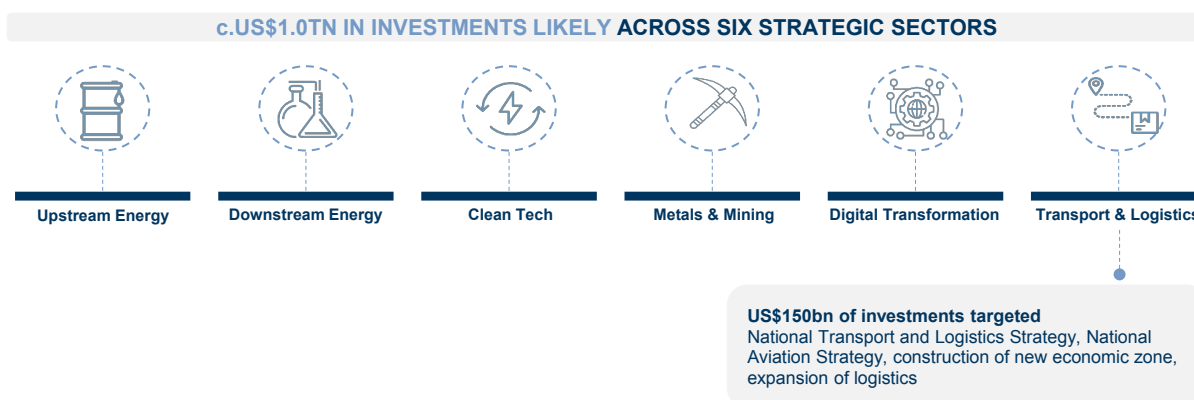 c.US$1.0TN IN INVESTMENTS LIKELY ACROSS SIX STRATEGIC SECTORS
Upstream Energy
Downstream Energy
Clean Tech
Metals & Mining
Digital Transformation
Transport & Logistics
US$150bn of investments targeted
National Transport and Logistics Strategy, National
Aviation Strategy, construction of new economic zone,
expansion of logistics